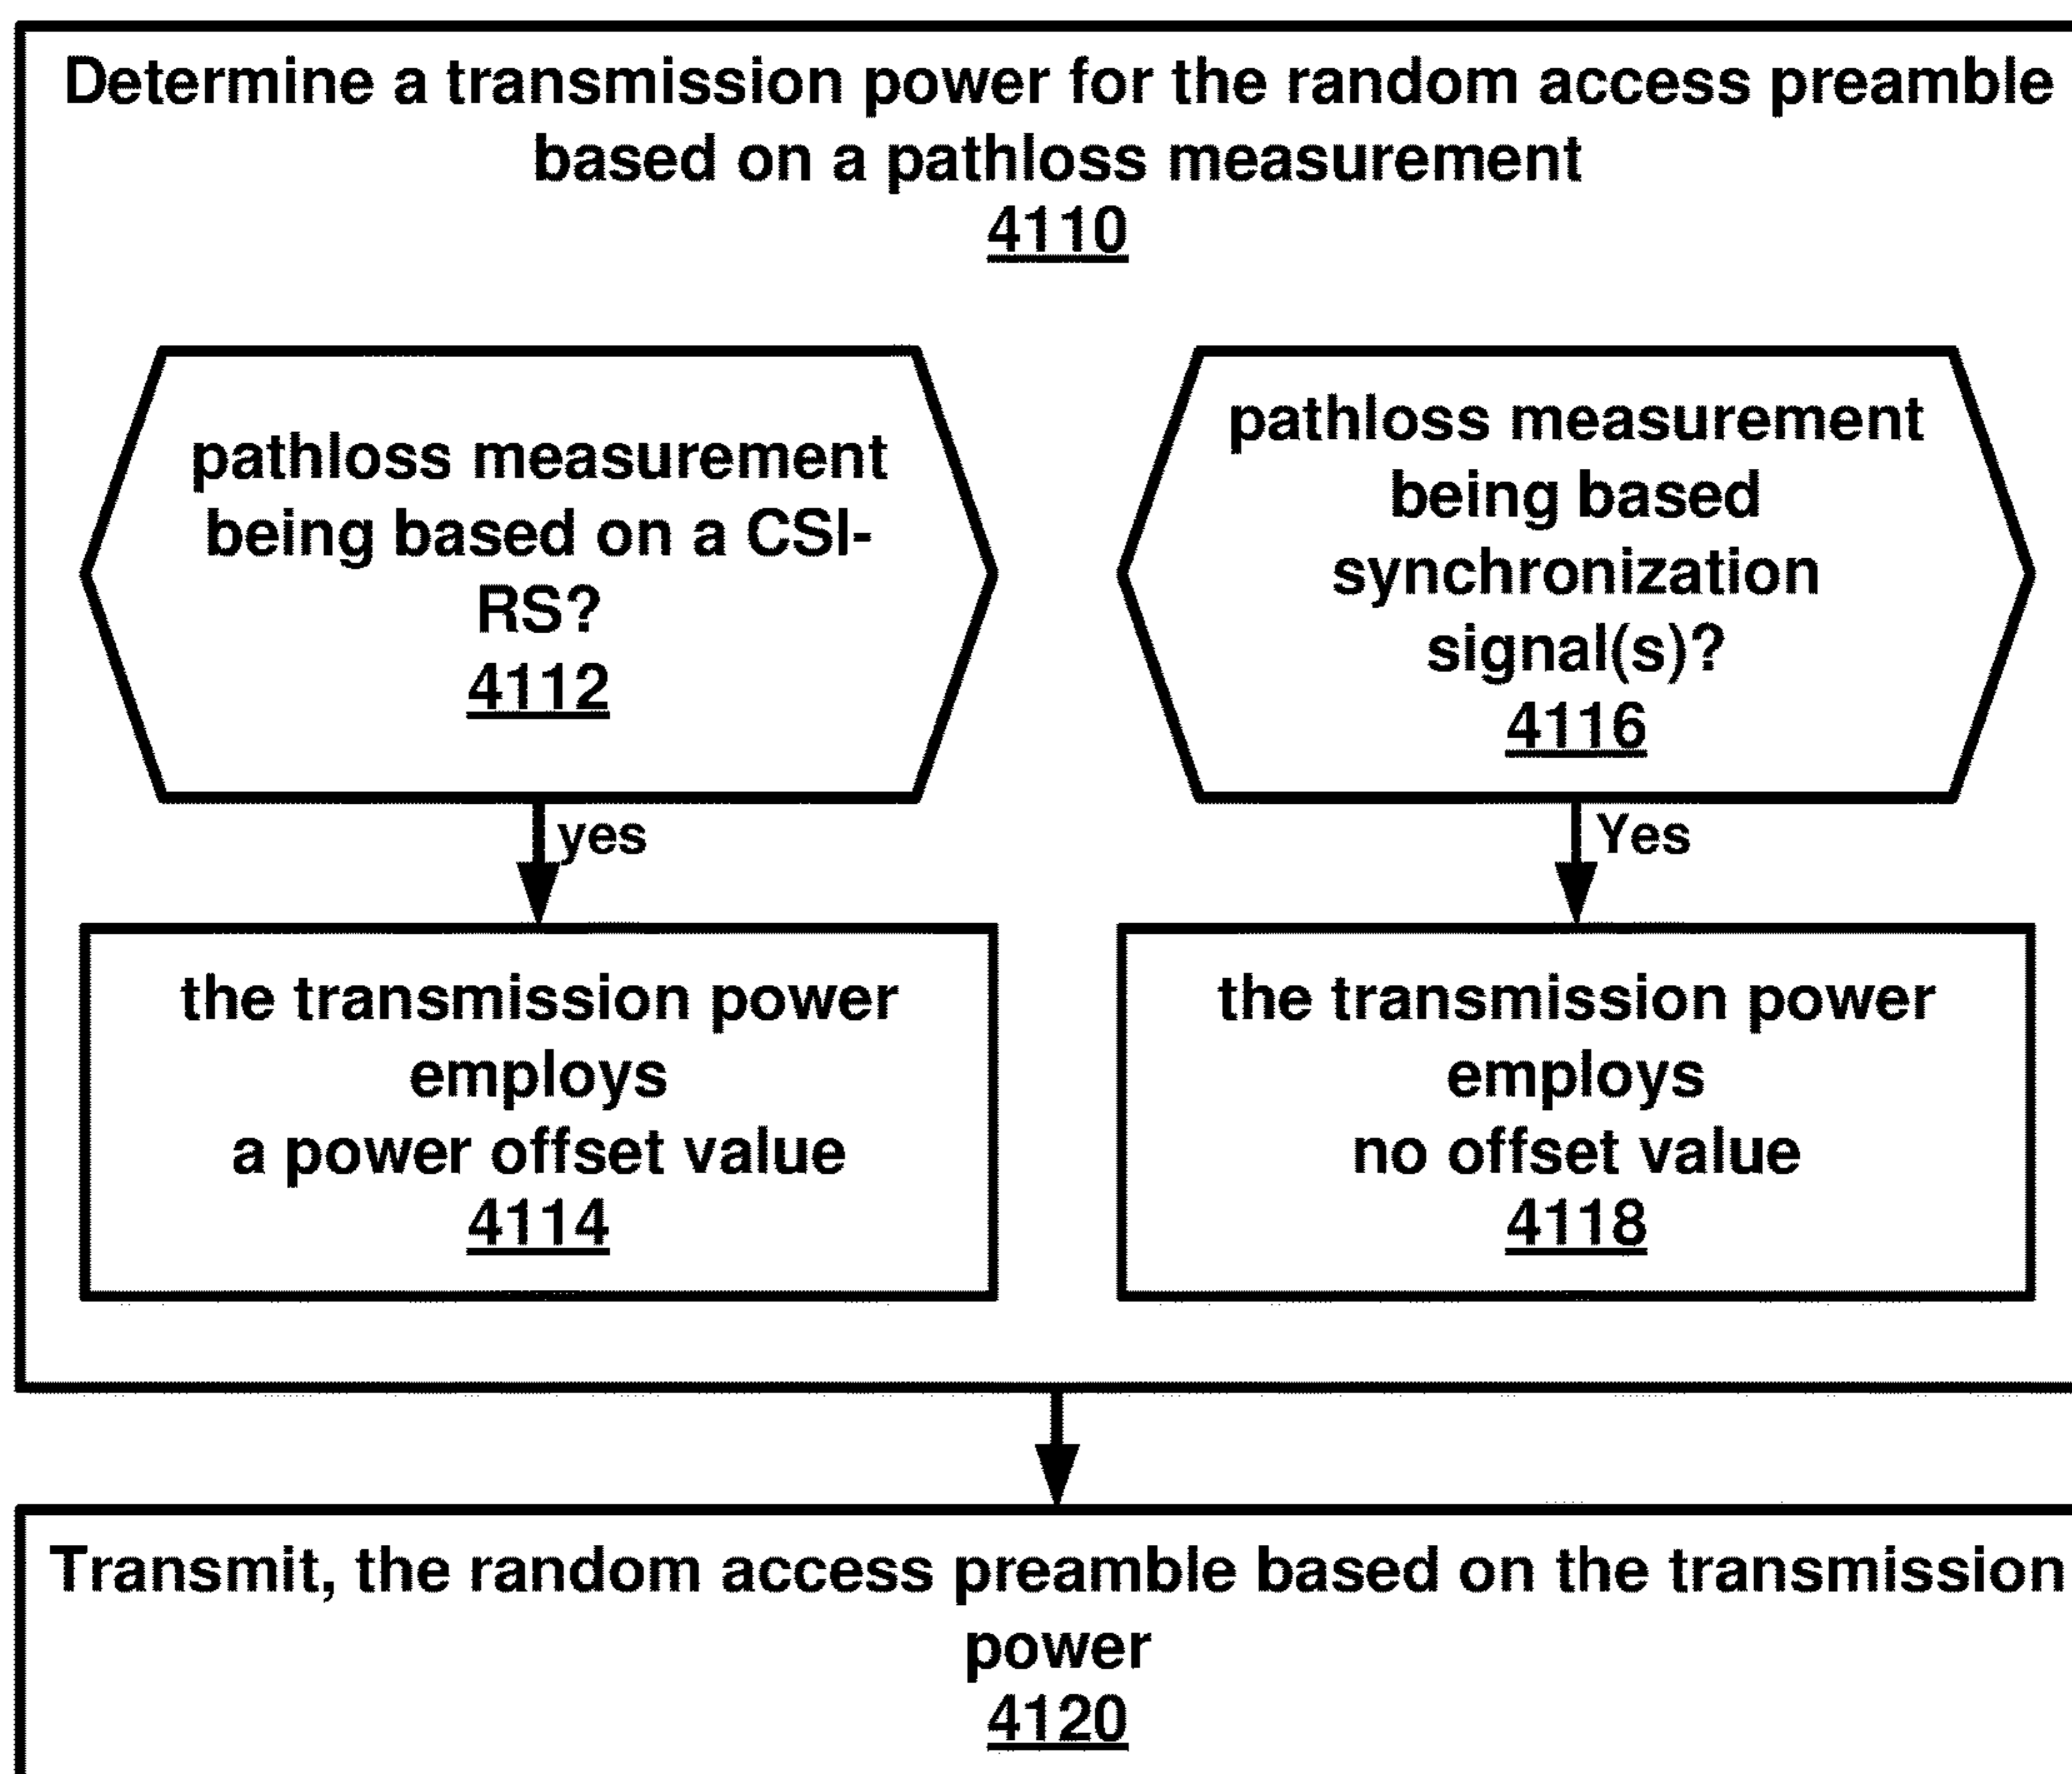 Determine a transmission power for the random access preamble
based on a pathloss measurement
4110
pathloss measurement
being based on a CSI-
RS?
4112
pathloss measurement
being based
synchronization
signal(s)?
4116
yes
Yes
the transmission power
employs
a power offset value
4114
the transmission power
employs
no offset value
4118
Transmit, the random access preamble based on the transmission
power
4120